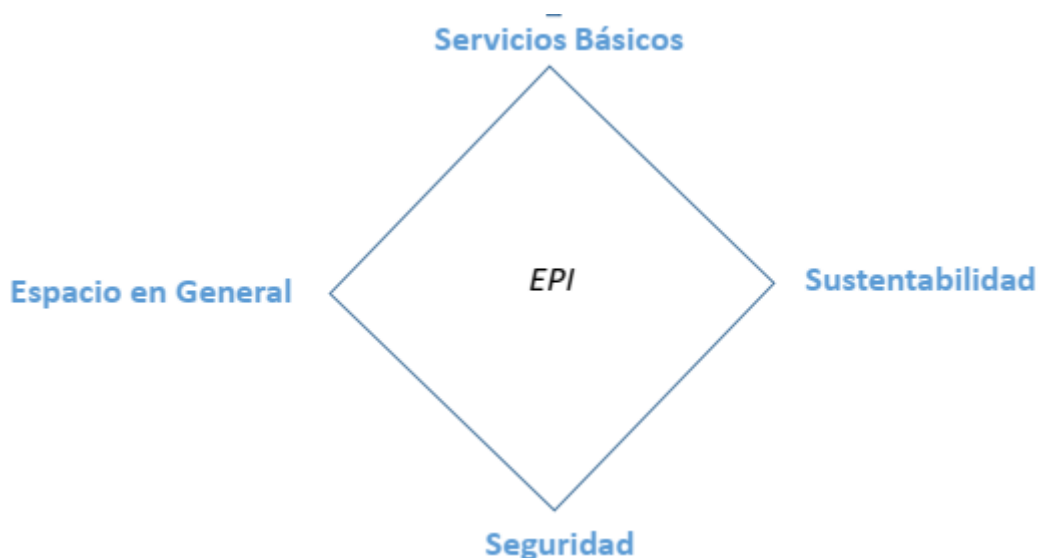 Servicios Básicos
EPI
Espacio en General
Sustentabilidad
Seguridad